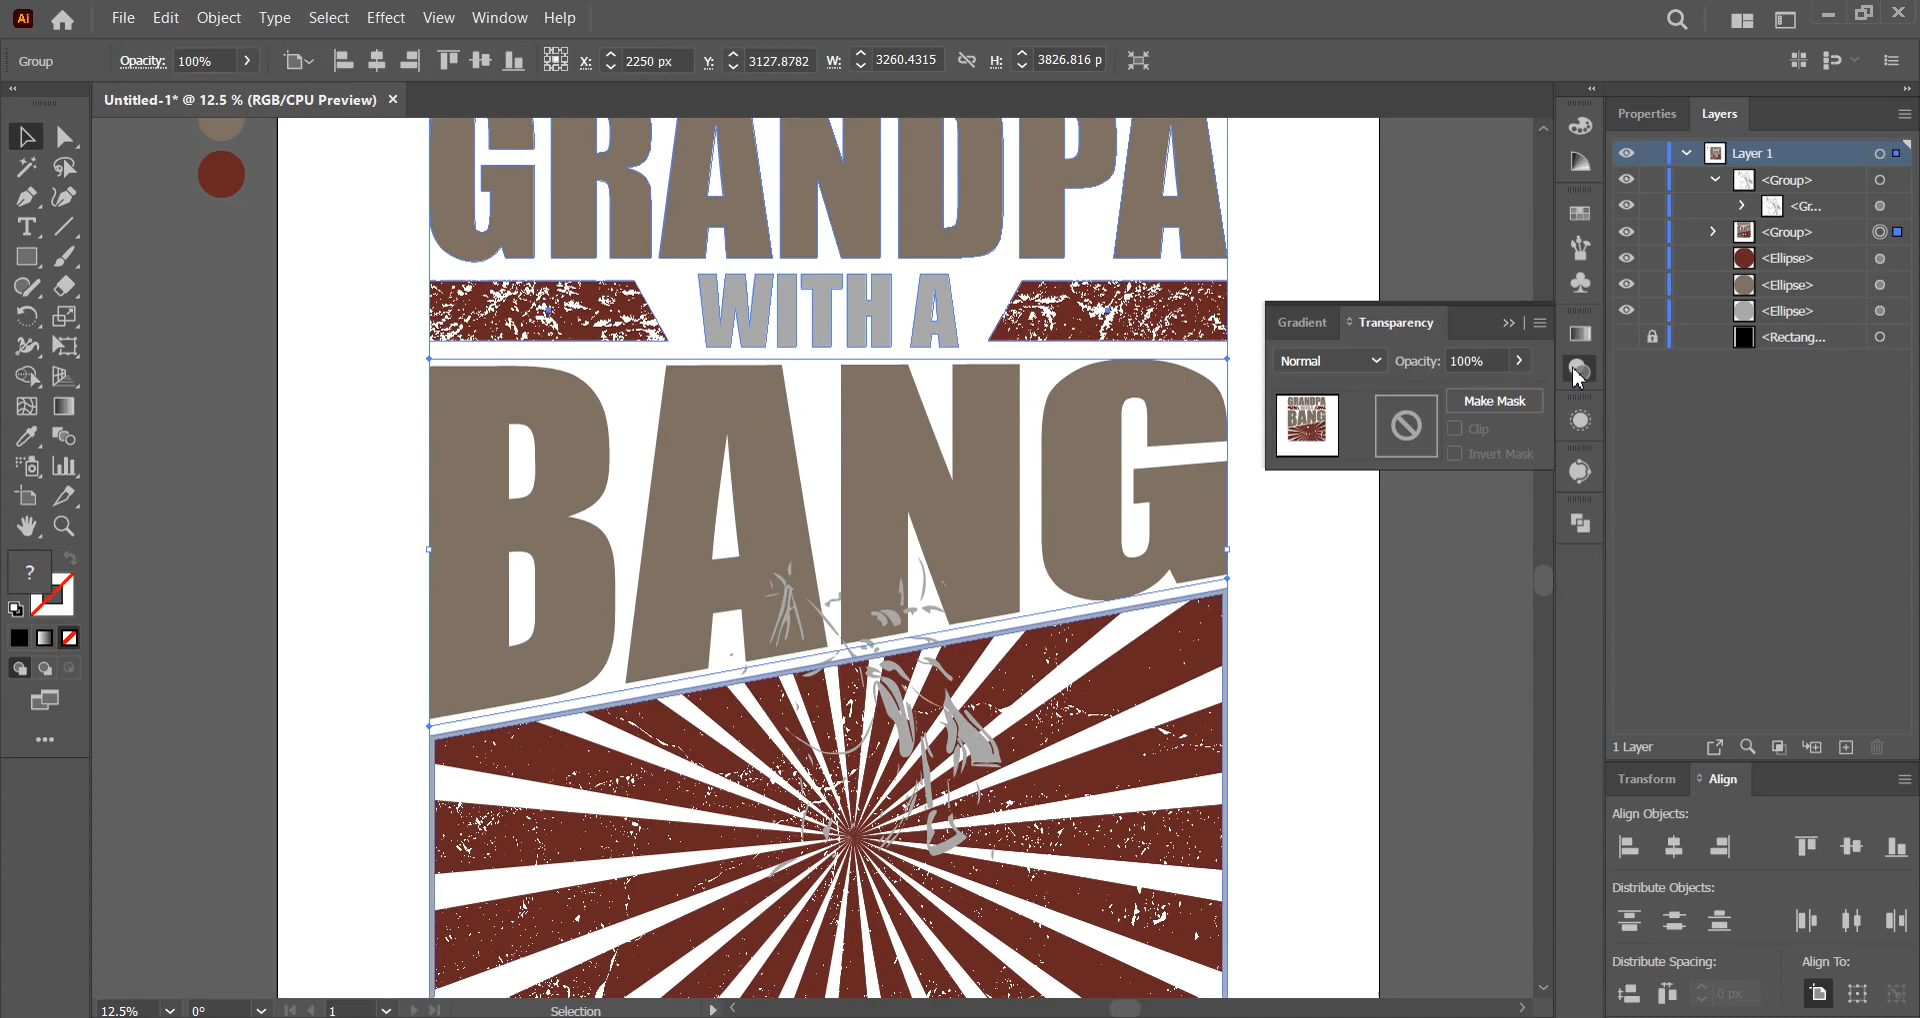 Ai File Edit Object Type Select Effect View Window Help
Group Opacity: 100% X: 2250 px Y: 3127.8782 W: 3260.4315 H: 3826.816 p
Untitled-1* @ 12.5 % (RGB/CPU Preview)
Properties Layers
Layer 1
<Group>
<Gr...
<Group>
<Ellipse>
<Ellipse>
<Ellipse>
<Rectang...
GRANDPA
WITH A
BANG
Gradient Transparency
Normal Opacity: 100%
Make Mask
Clip
Invert Mask
?
1 Layer
Transform Align
Align Objects:
Distribute Objects:
Distribute Spacing: Align To:
0 px
12.5% 0° 1 Selection